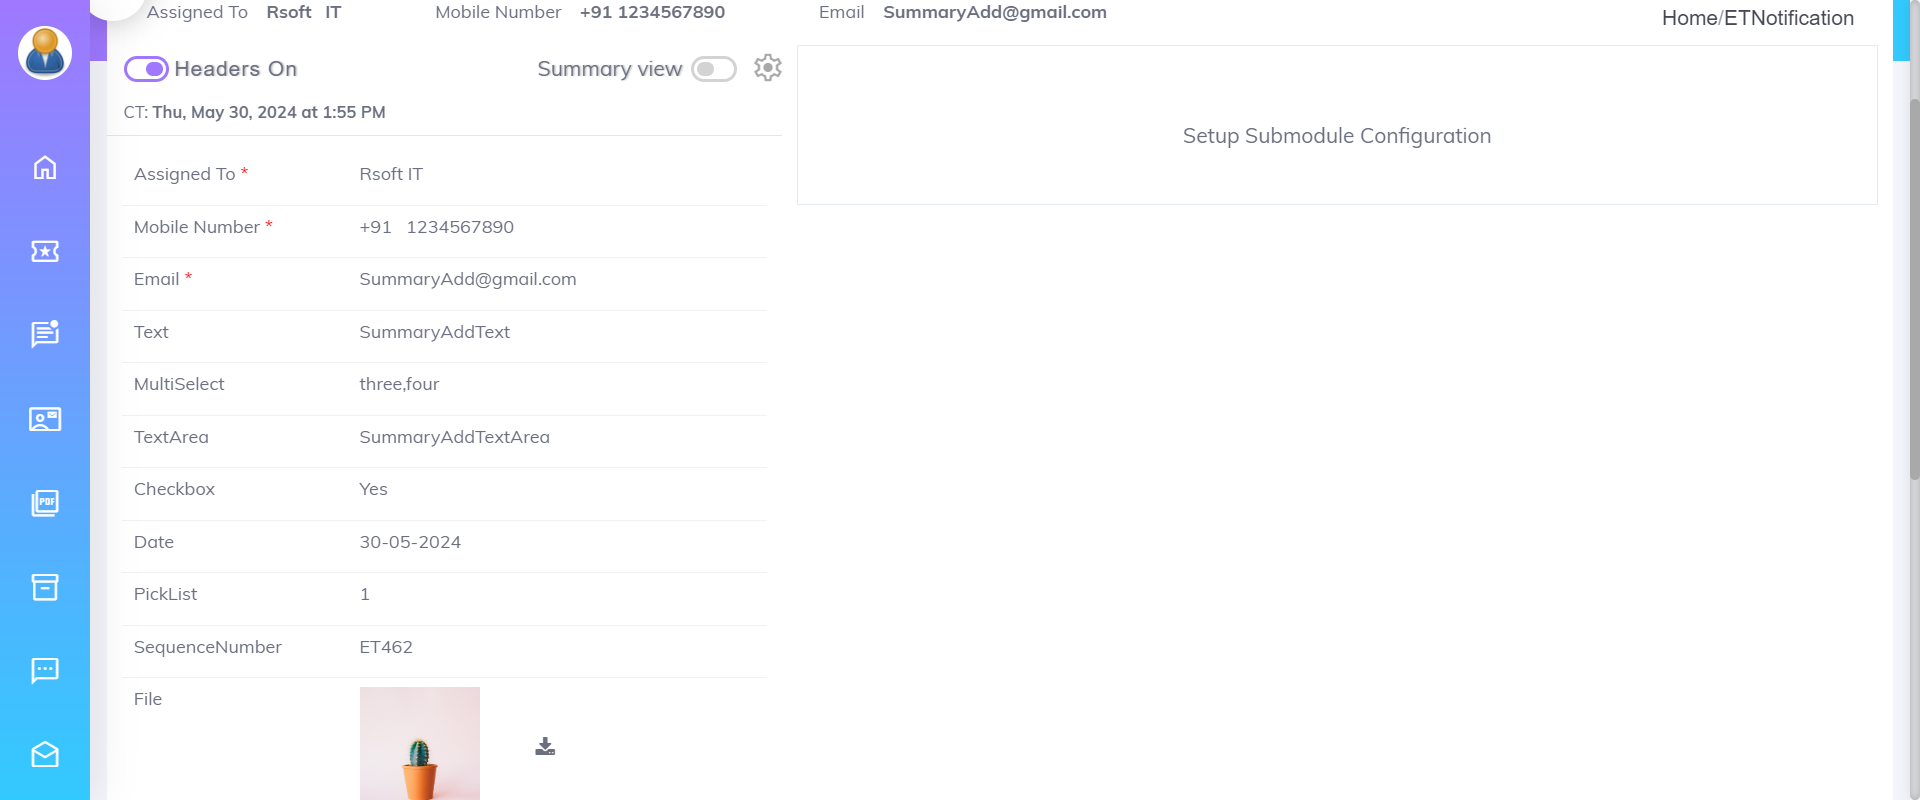 Assigned To Rsoft IT Mobile Number +91 1234567890 Email SummaryAdd@gmail.com Home/ETNotification
Headers On Summary view
CT: Thu, May 30, 2024 at 1:55 PM
Setup Submodule Configuration
Assigned To * Rsoft IT
Mobile Number * +91 1234567890
Email * SummaryAdd@gmail.com
Text SummaryAddText
MultiSelect three,four
TextArea SummaryAddTextArea
Checkbox Yes
Date 30-05-2024
PickList 1
SequenceNumber ET462
File
PDF